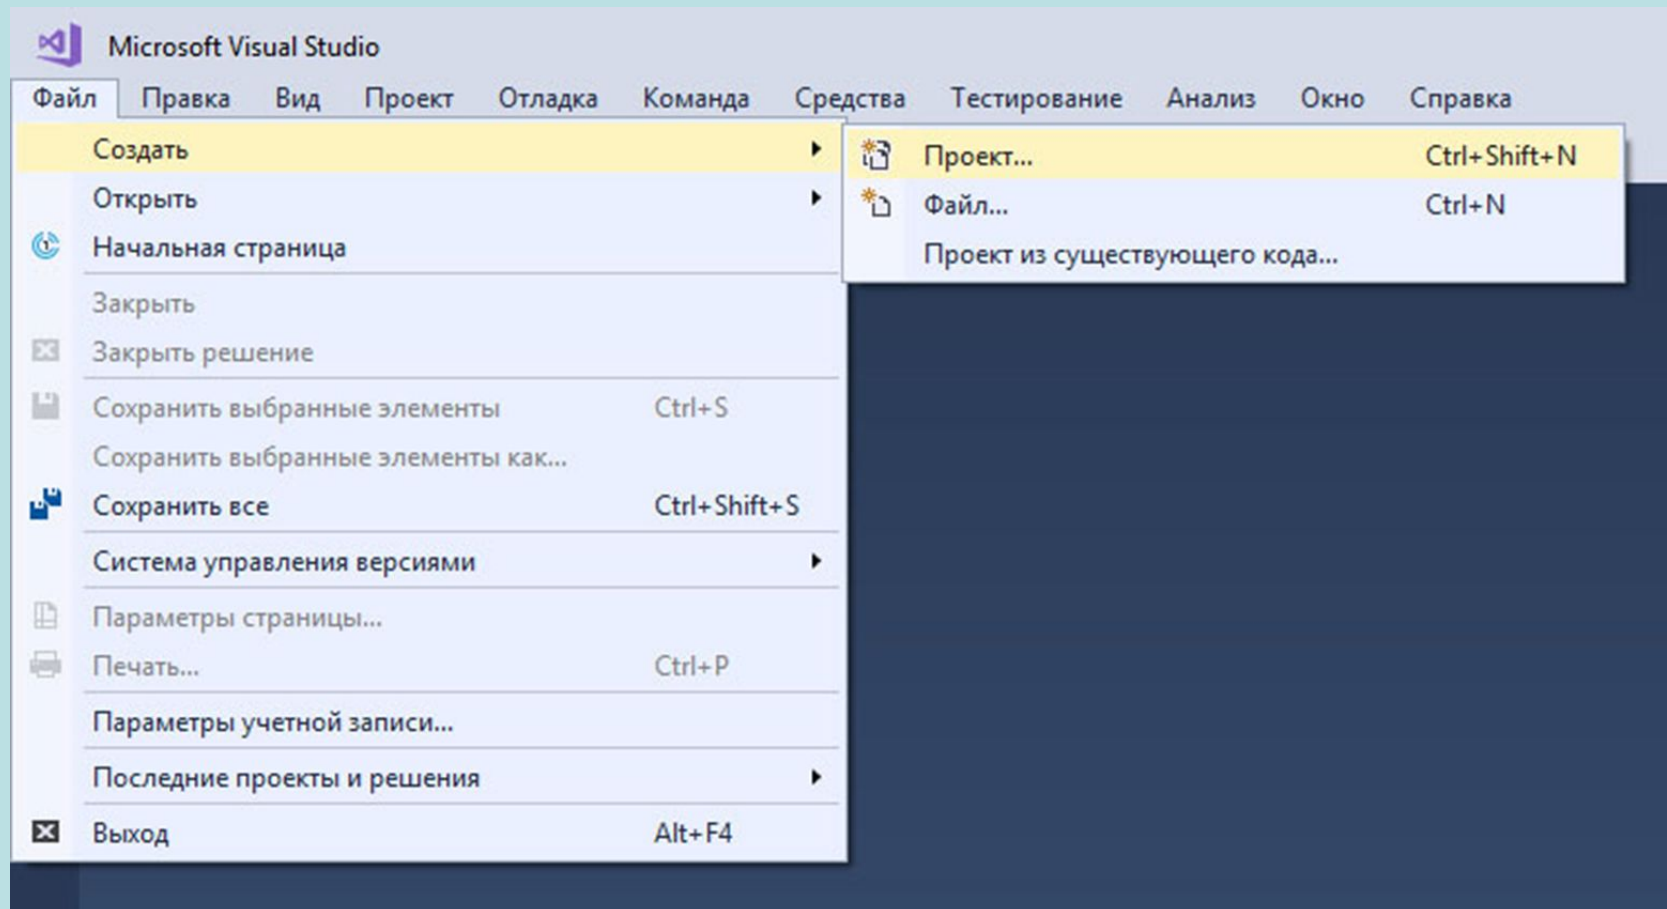 Microsoft Visual Studio
Файл Правка Вид Проект Отладка Команда Средства Тестирование Анализ Окно Справка
Создать
Открыть
Начальная страница
Закрыть
Закрыть решение
Сохранить выбранные элементы Ctrl+S
Сохранить выбранные элементы как...
Сохранить все Ctrl+Shift+S
Система управления версиями
Параметры страницы...
Печать... Ctrl+P
Параметры учетной записи...
Последние проекты и решения
Выход Alt+F4
Проект... Ctrl+Shift+N
Файл... Ctrl+N
Проект из существующего кода...